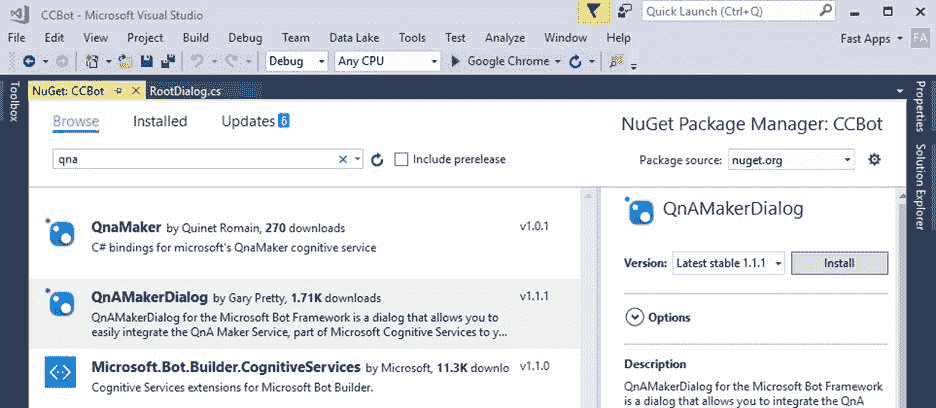 CCBot - Microsoft Visual Studio
Quick Launch (Ctrl+Q)
File Edit View Project Build Debug Team Data Lake Tools Test Analyze Window Help
Fast Apps FA
Debug Any CPU Google Chrome
Toolbox
NuGet: CCBot RootDialog.cs
Browse Installed Updates 6
NuGet Package Manager: CCBot
qna
Include prerelease
Package source: nuget.org
QnaMaker by Quinet Romain, 270 downloads v1.0.1
C# bindings for microsoft's QnaMaker cognitive service
QnAMakerDialog by Gary Pretty, 1.71K downloads v1.1.1
QnAMakerDialog for the Microsoft Bot Framework is a dialog that allows you to
easily integrate the QnA Maker Service, part of Microsoft Cognitive Services to y...
Microsoft.Bot.Builder.CognitiveServices by Microsoft, 11.3K downlo v1.1.0
Cognitive Services extensions for Microsoft Bot Builder.
QnAMakerDialog
Version: Latest stable 1.1.1 Install
Options
Description
QnAMakerDialog for the Microsoft Bot Framework
is a dialog that allows you to integrate the QnA
Properties
Solution Explorer